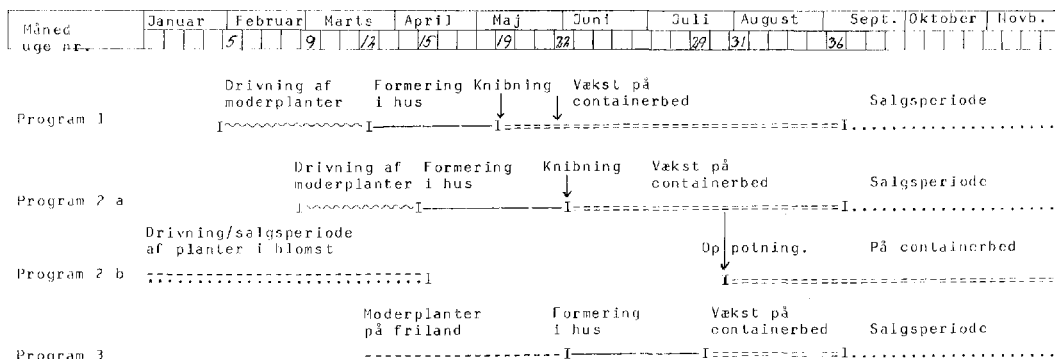 Måned Januar Februar Marts April Maj Juni Juli August Sept. Oktober Novb.
uge nr. 5 9 12 15 19 22 29 31 36
Drivning af Formering Knibning Vækst på
moderplanter i hus containerbed Salgsperiode
Program 1
Drivning af Formering Knibning Vækst på
moderplanter i hus containerbed Salgsperiode
Program 2 a
Drivning/salgsperiode
af planter i blomst Oppotning. På containerbed
Program 2 b
Moderplanter Formering Vækst på
på friland i hus containerbed Salgsperiode
Program 3